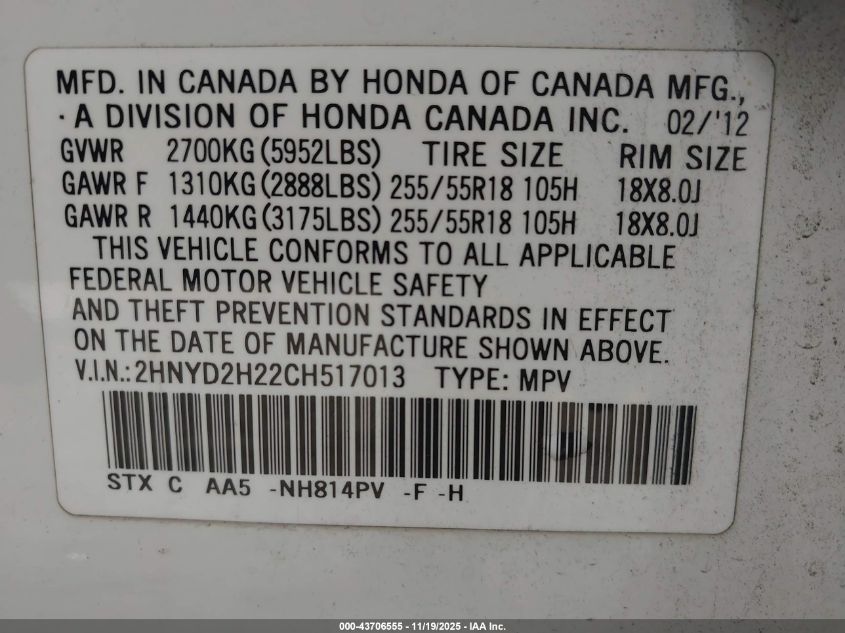 MFD. IN CANADA BY HONDA OF CANADA MFG.,
· A DIVISION OF HONDA CANADA INC. 02/'12
GVWR 2700KG (5952LBS) TIRE SIZE RIM SIZE
GAWR F 1310KG (2888LBS) 255/55R18 105H 18X8.0J
GAWR R 1440KG (3175LBS) 255/55R18 105H 18X8.0J
THIS VEHICLE CONFORMS TO ALL APPLICABLE
FEDERAL MOTOR VEHICLE SAFETY
AND THEFT PREVENTION STANDARDS IN EFFECT
ON THE DATE OF MANUFACTURE SHOWN ABOVE.
V.I.N.: 2HNYD2H22CH517013 TYPE: MPV
STX C AA5 -NH814PV -F -H
000-43706555 - 11/19/2025 - IAA Inc.